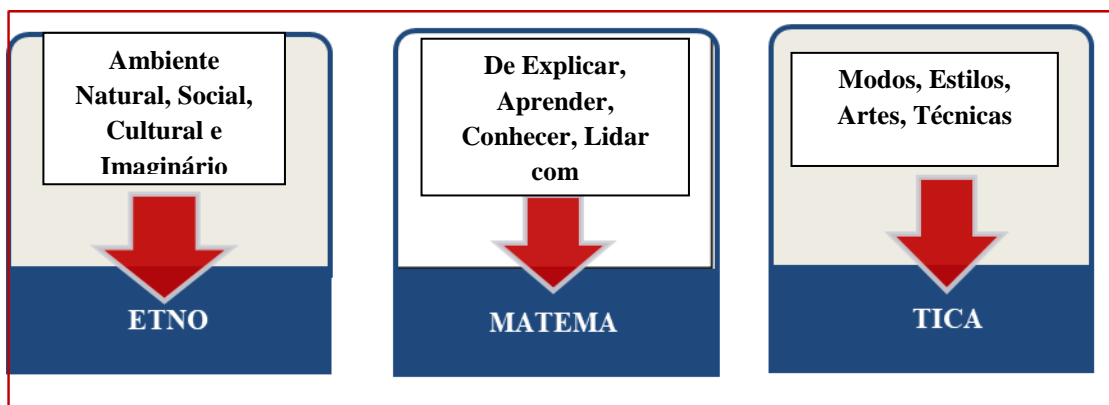 Ambiente
Natural, Social,
Cultural e
Imaginário
ETNO
De Explicar,
Aprender,
Conhecer, Lidar
com
MATEMA
Modos, Estilos,
Artes, Técnicas
TICA